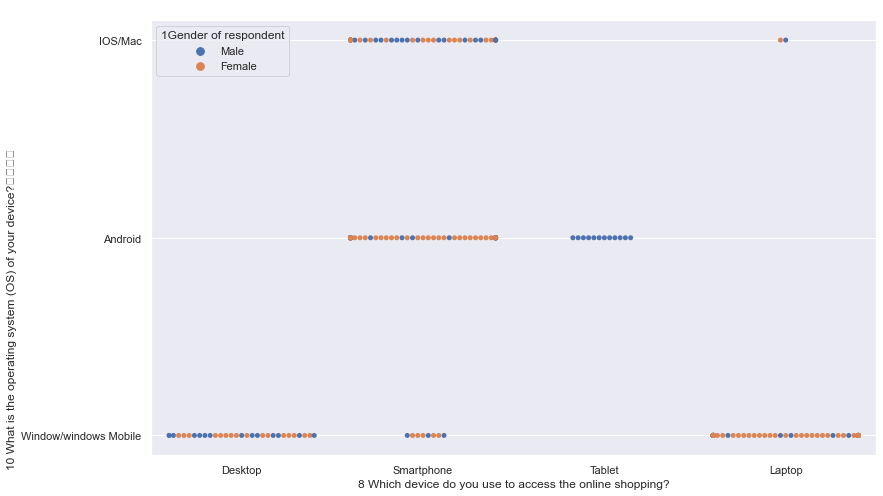 1Gender of respondent
Male
Female
IOS/Mac
Android
Window/windows Mobile
10 What is the operating system (OS) of your device?
Desktop
Smartphone
Tablet
Laptop
8 Which device do you use to access the online shopping?